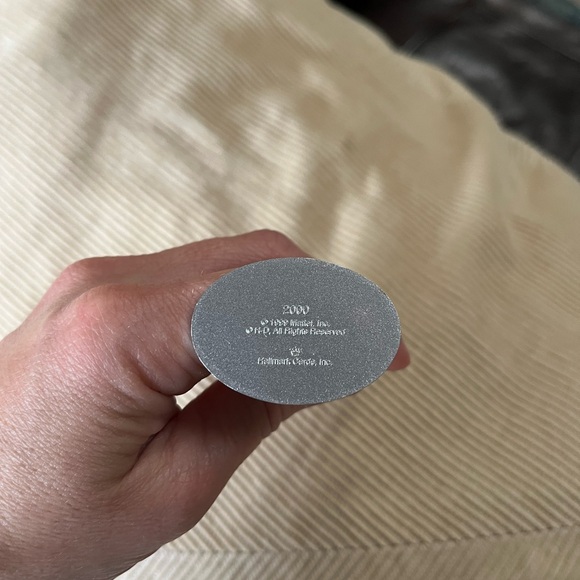 2000
© 1999 Mattel, Inc.
© H-D, All Rights Reserved
Hallmark Cards, Inc.